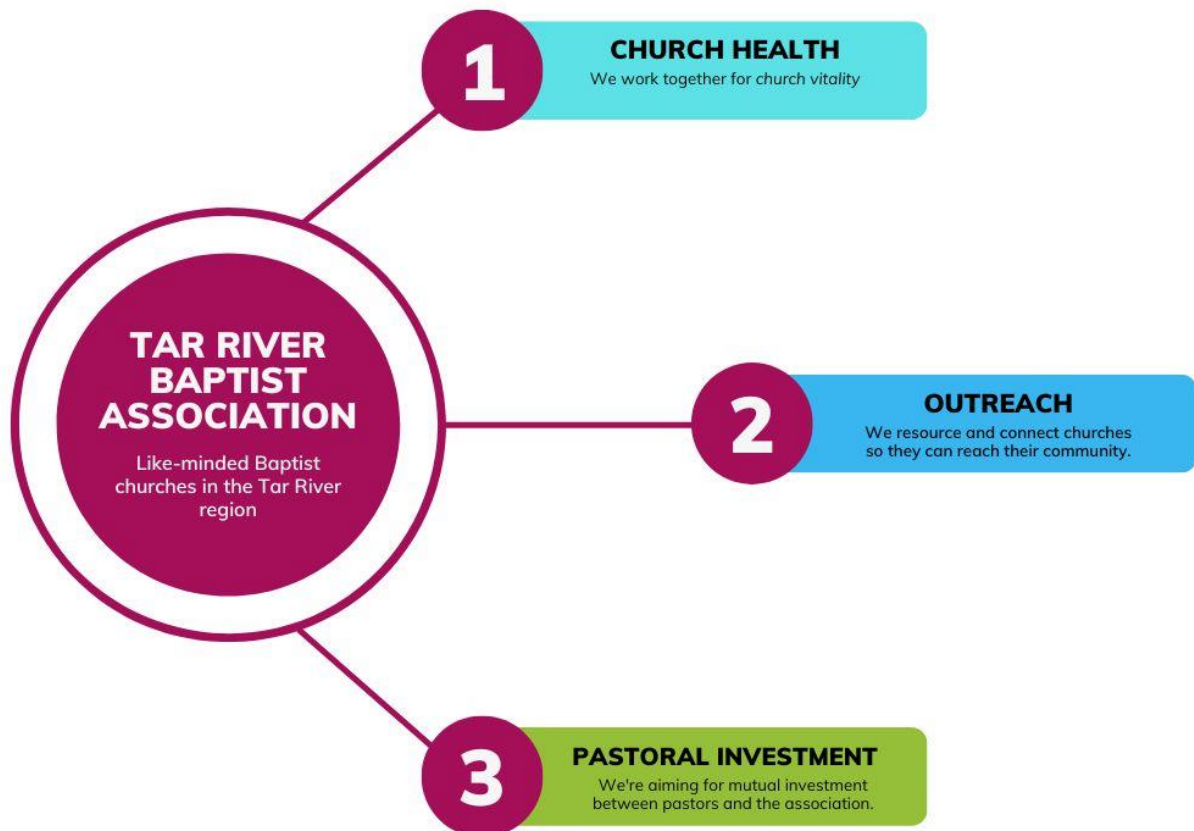 1
CHURCH HEALTH
We work together for church vitality
TAR RIVER
BAPTIST
ASSOCIATION
Like-minded Baptist
churches in the Tar River
region
2
OUTREACH
We resource and connect churches
so they can reach their community.
3
PASTORAL INVESTMENT
We're aiming for mutual investment
between pastors and the association.